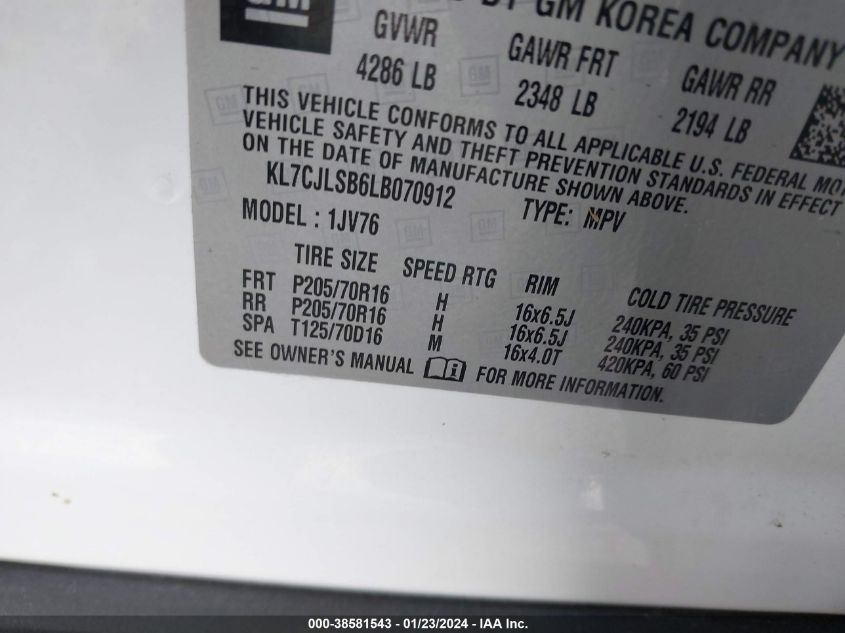 GM
BY GM KOREA COMPANY
GVWR GAWR FRT GAWR RR
4286 LB 2348 LB 2194 LB
THIS VEHICLE CONFORMS TO ALL APPLICABLE U.S. FEDERAL
VEHICLE SAFETY AND THEFT PREVENTION STANDARDS IN EFFECT
ON THE DATE OF MANUFACTURE SHOWN ABOVE.
KL7CJLSB6LB070912 TYPE: MPV
MODEL : 1JV76
TIRE SIZE SPEED RTG RIM COLD TIRE PRESSURE
FRT P205/70R16 H 16x6.5J 240KPA, 35 PSI
RR P205/70R16 H 16x6.5J 240KPA, 35 PSI
SPA T125/70D16 M 16x4.0T 420KPA, 60 PSI
SEE OWNER'S MANUAL FOR MORE INFORMATION.
000-38581543 / 01/23/2024 - IAA Inc.